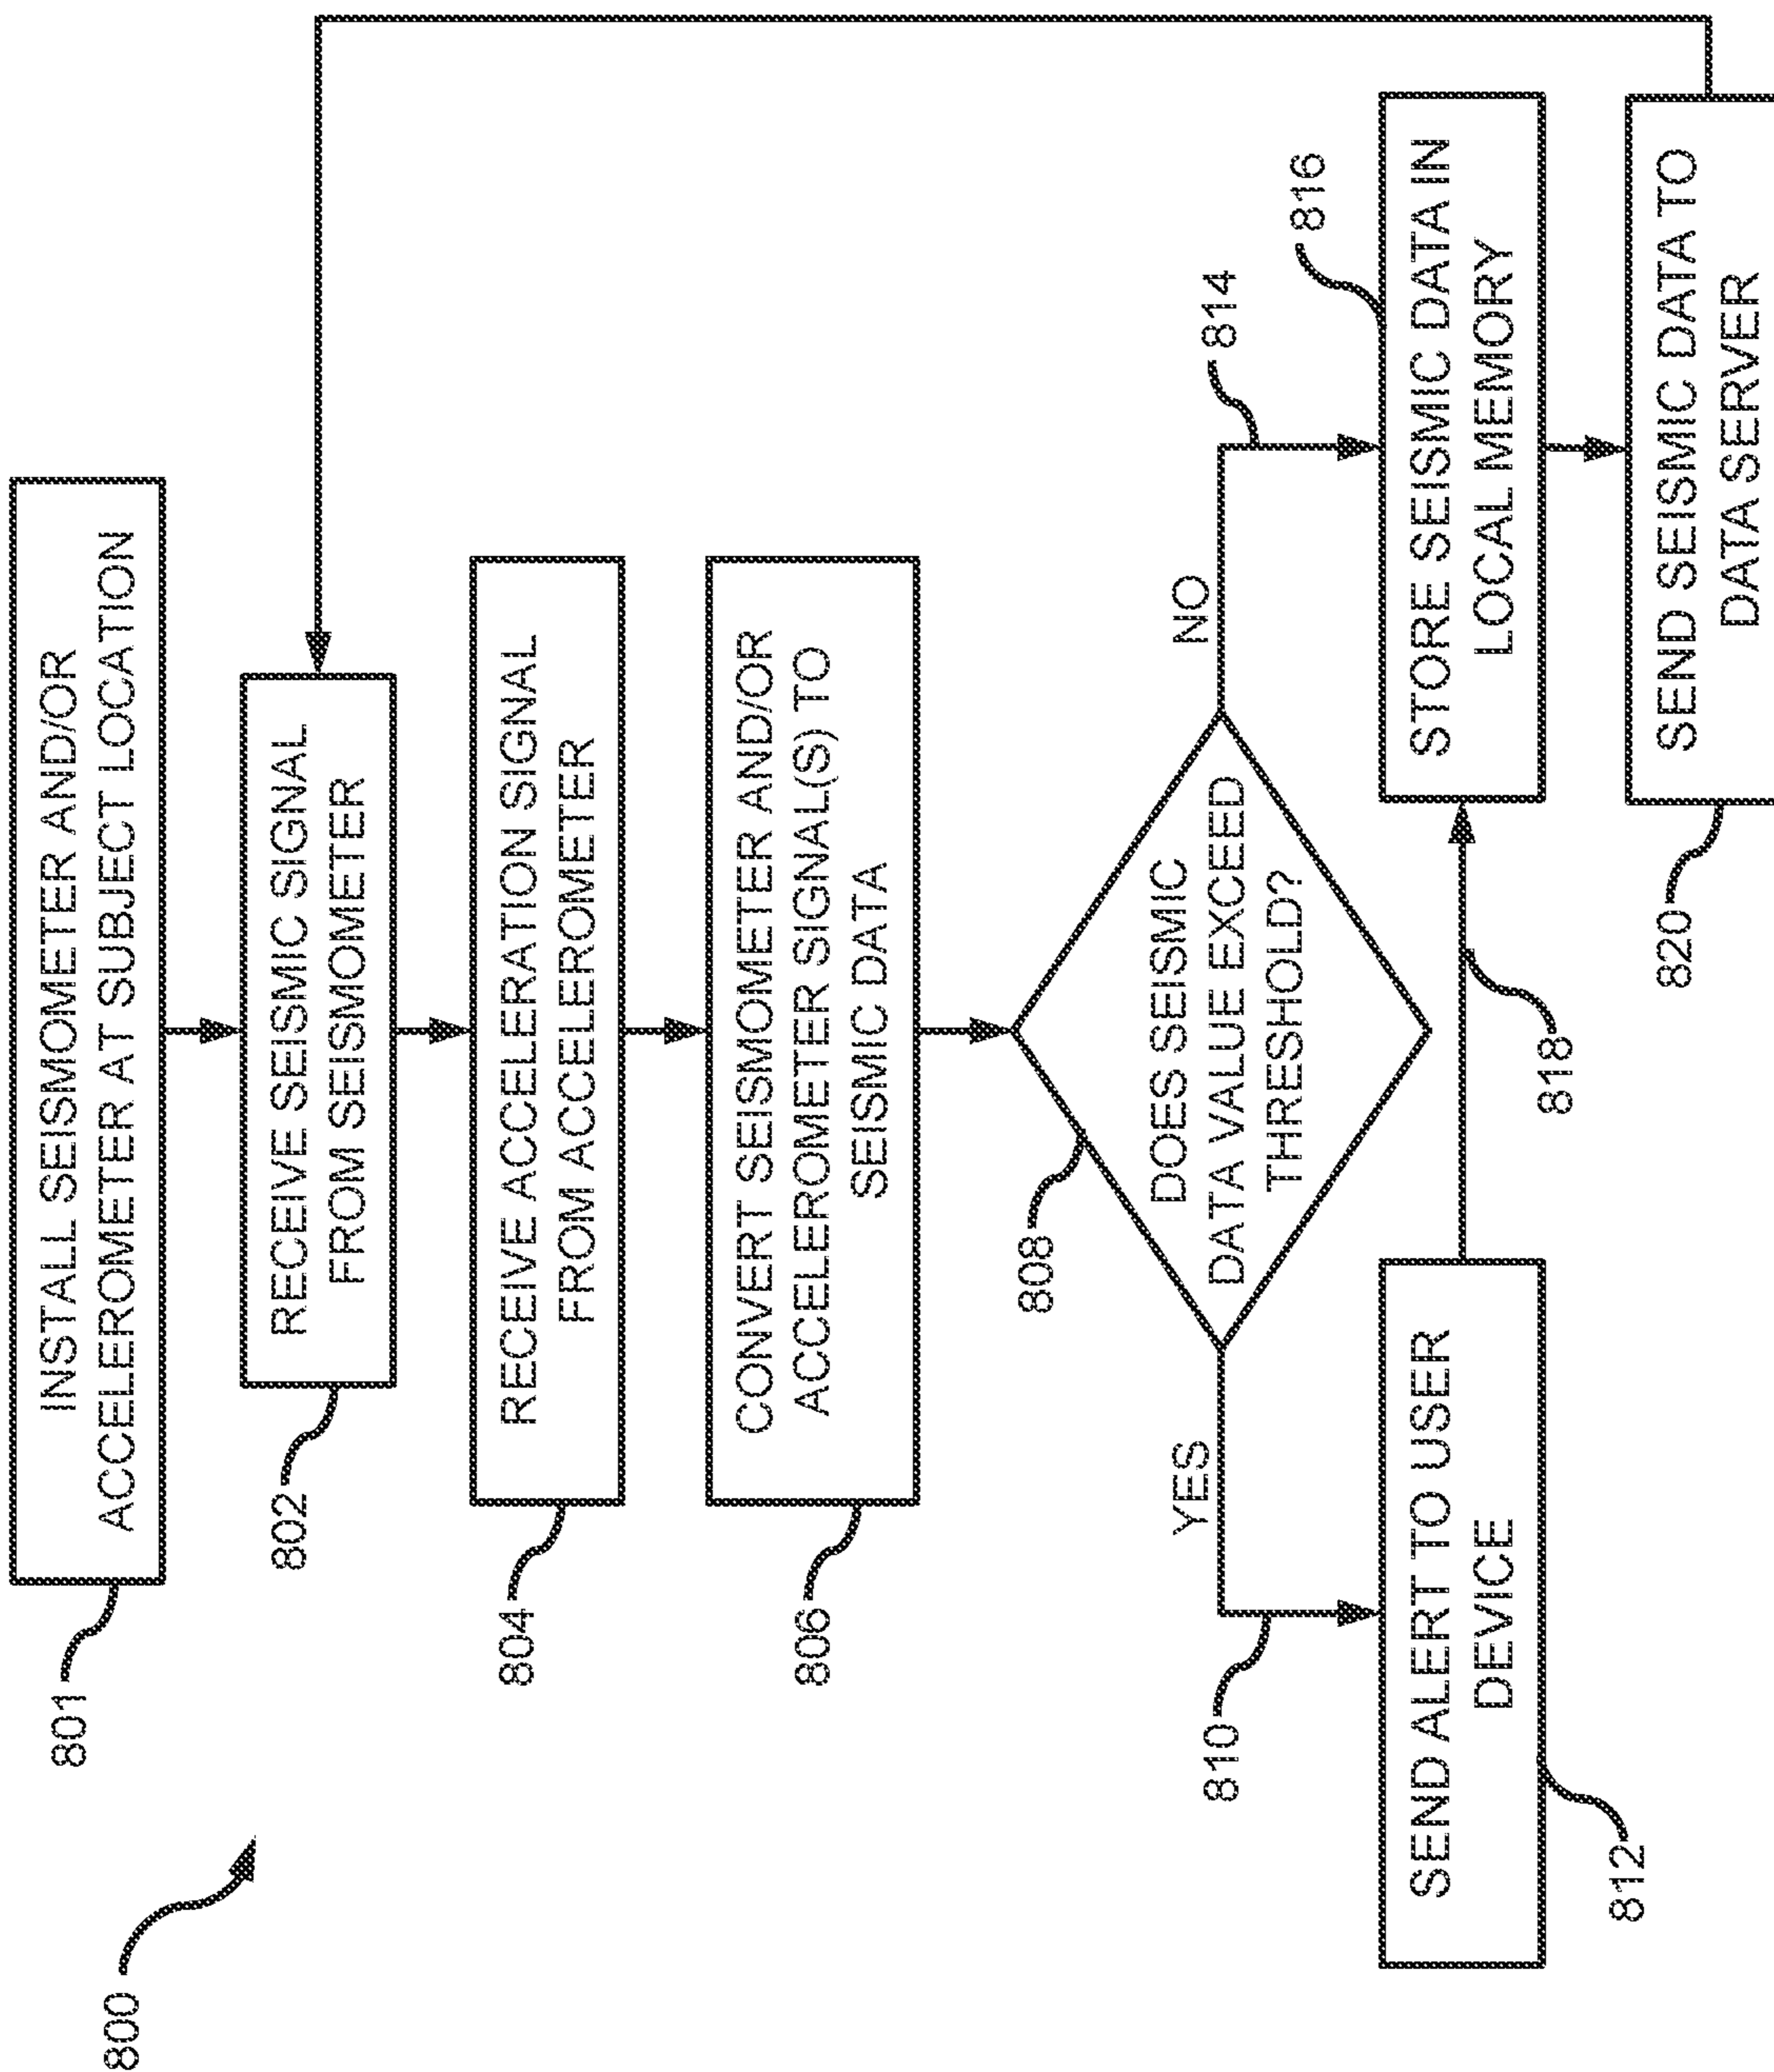 800
801
INSTALL SEISMOMETER AND/OR
ACCELEROMETER AT SUBJECT LOCATION
802
RECEIVE SEISMIC SIGNAL
FROM SEISMOMETER
804
RECEIVE ACCELERATION SIGNAL
FROM ACCELEROMETER
806
CONVERT SEISMOMETER AND/OR
ACCELEROMETER SIGNAL(S) TO
SEISMIC DATA
808
DOES SEISMIC
DATA VALUE EXCEED
THRESHOLD?
YES
NO
810
814
SEND ALERT TO USER
DEVICE
812
818
816
STORE SEISMIC DATA IN
LOCAL MEMORY
820
SEND SEISMIC DATA TO
DATA SERVER